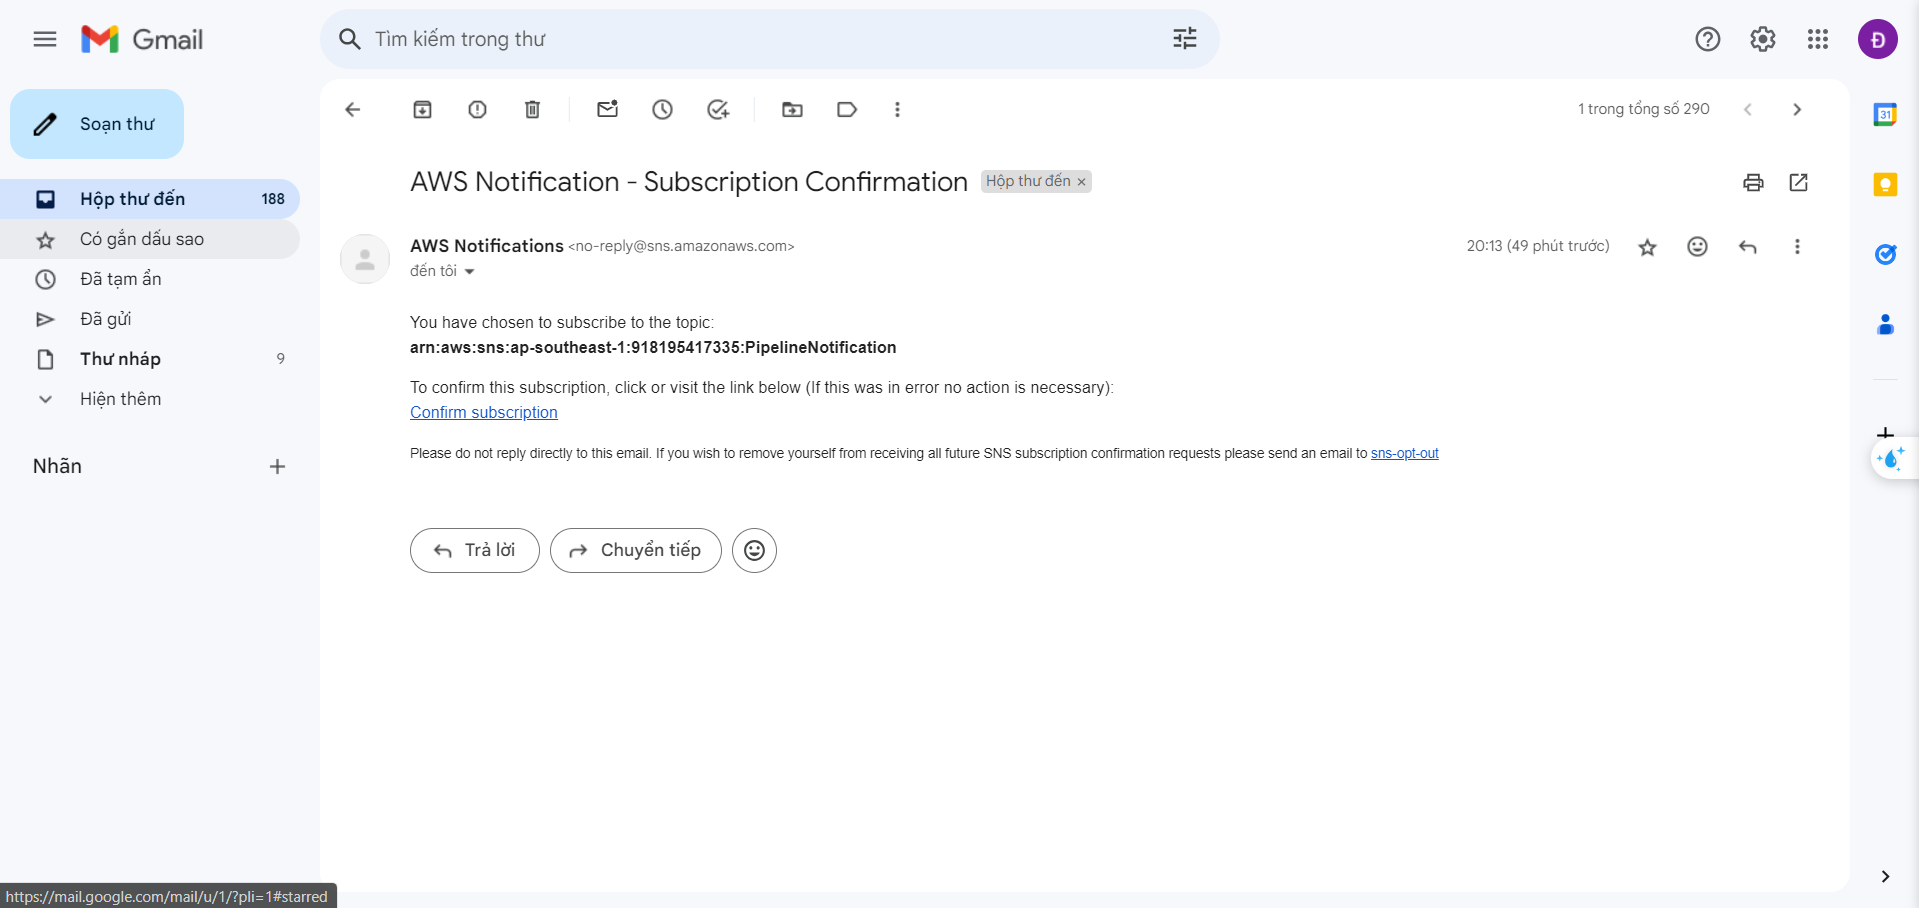 Gmail
Tìm kiếm trong thư
Đ
Soạn thư
1 trong tổng số 290
31
AWS Notification - Subscription Confirmation Hộp thư đến ×
Hộp thư đến 188
Có gắn dấu sao
Đã tạm ẩn
Đã gửi
Thư nháp 9
Hiện thêm
Nhãn
AWS Notifications <no-reply@sns.amazonaws.com> 20:13 (49 phút trước)
đến tôi
You have chosen to subscribe to the topic:
arn:aws:sns:ap-southeast-1:918195417335:PipelineNotification
To confirm this subscription, click or visit the link below (If this was in error no action is necessary):
Confirm subscription
Please do not reply directly to this email. If you wish to remove yourself from receiving all future SNS subscription confirmation requests please send an email to sns-opt-out
Trả lời Chuyển tiếp
https://mail.google.com/mail/u/1/?pli=1#starred